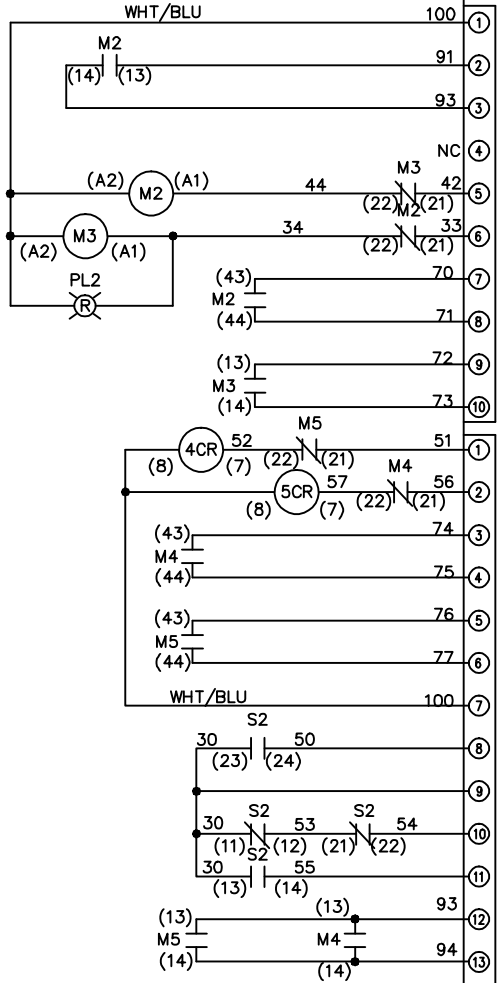 WHT/BLU 100 1
M2 91 2
(14) (13)
93 3
NC 4
(A2) M2 (A1) 44 M3 42 5
(22) (21)
M3 34 M2 33 6
(A2) (A1) (22) (21)
PL2
R
(43) 70 7
M2
(44) 71 8
(13) 72 9
M3
(14) 73 10
4CR 52 M5 51 1
(8) (7) (22) (21)
5CR 57 M4 56 2
(8) (7) (22) (21)
(43) 74 3
M4
(44) 75 4
(43) 76 5
M5
(44) 77 6
WHT/BLU 100 7
S2
30 50 8
(23) (24)
9
S2 S2
30 53 54 10
(11) (12) (21) (22)
S2
30 55 11
(13) (14)
(13) (13) 93 12
M5 M4
(14) (14) 94 13